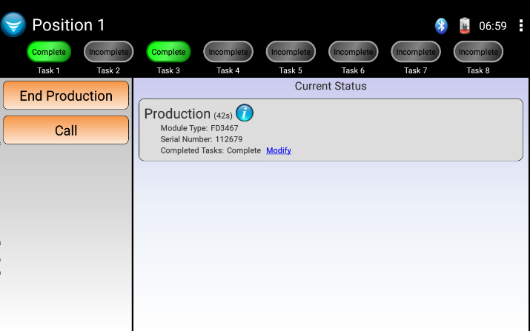 Position 1
06:59
Complete Incomplete Complete Incomplete Incomplete Incomplete Incomplete Incomplete
Task 1 Task 2 Task 3 Task 4 Task 5 Task 6 Task 7 Task 8
End Production
Call
Current Status
Production (42s) i
Module Type: FD3467
Serial Number: 112679
Completed Tasks: Complete Modify